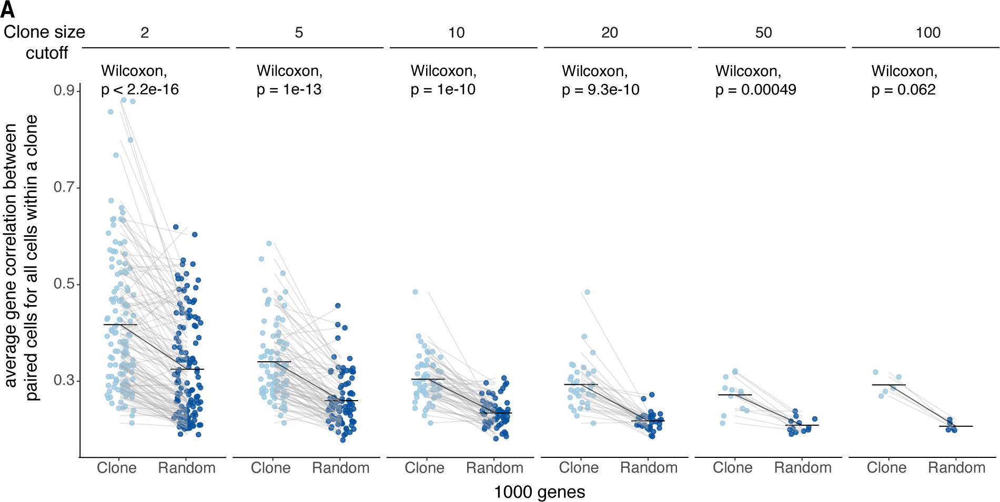 A
Clone size
cutoff
2
5
10
20
50
100
Wilcoxon,
p < 2.2e-16
Wilcoxon,
p = 1e-13
Wilcoxon,
p = 1e-10
Wilcoxon,
p = 9.3e-10
Wilcoxon,
p = 0.00049
Wilcoxon,
p = 0.062
average gene correlation between
paired cells for all cells within a clone
0.9
0.7
0.5
0.3
Clone Random
Clone Random
Clone Random
Clone Random
Clone Random
Clone Random
1000 genes